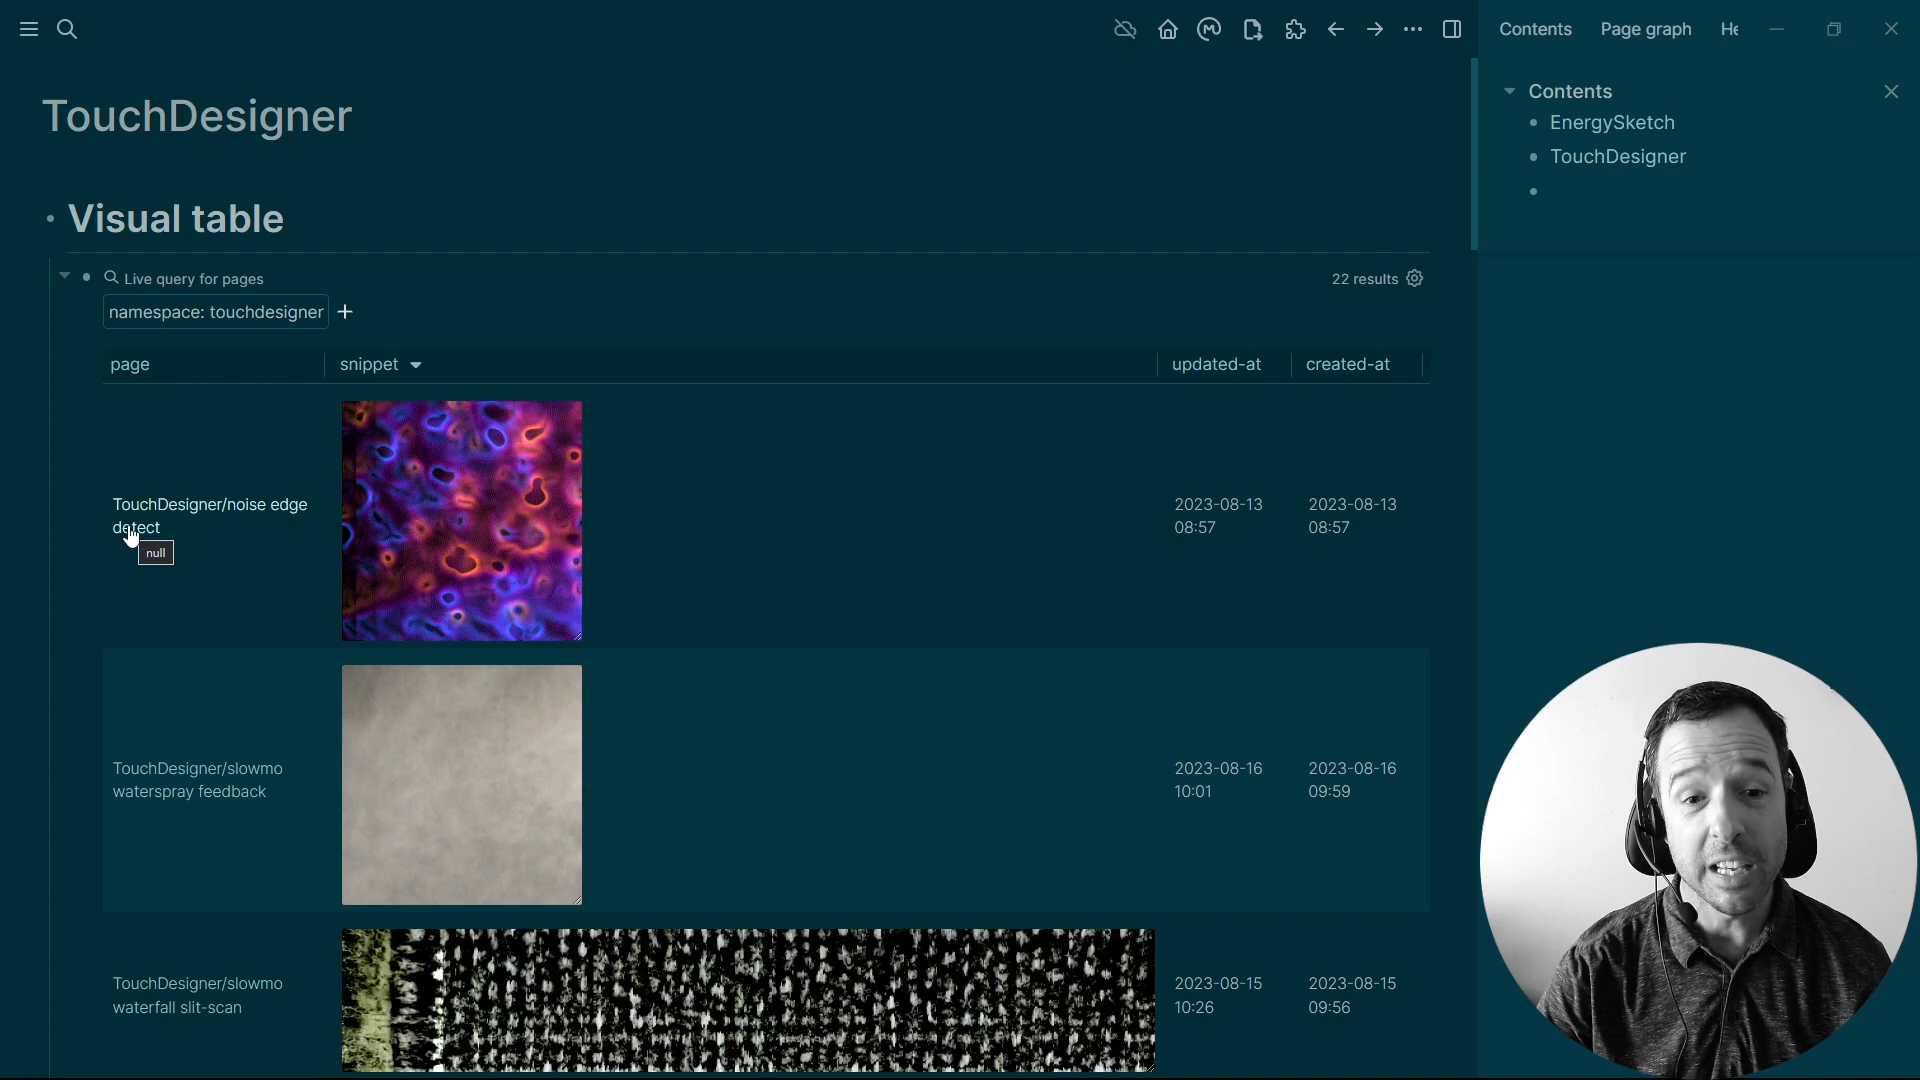 Contents Page graph He
TouchDesigner
Contents
EnergySketch
TouchDesigner
Visual table
Live query for pages
22 results
namespace: touchdesigner +
page snippet updated-at created-at
TouchDesigner/noise edge
detect
null
2023-08-13
08:57
2023-08-13
08:57
TouchDesigner/slowmo
waterspray feedback
2023-08-16
10:01
2023-08-16
09:59
TouchDesigner/slowmo
waterfall slit-scan
2023-08-15
10:26
2023-08-15
09:56